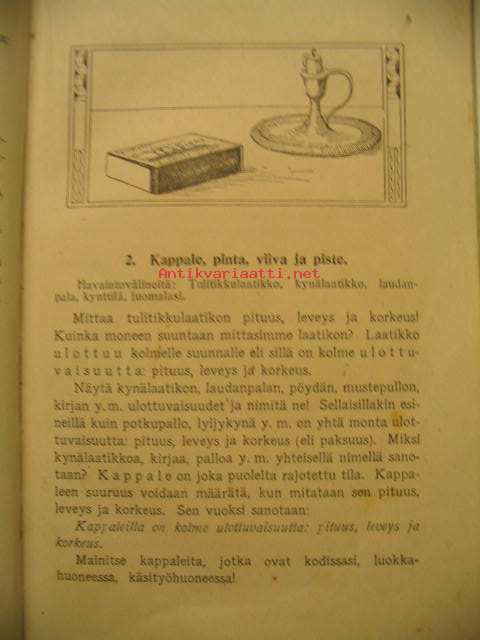 2. Kappale, pinta, viiva ja piste.
Antikvariaatti.net
Havaintovälineitä: Tulitikkulaatikko, kynälaatikko, laudan-
pala, kynttilä, juomalasi.
Mittaa tulitikkulaatikon pituus, leveys ja korkeus!
Kuinka moneen suuntaan mittasimme laatikon? Laatikko
ulottuu kolmelle suunnalle eli sillä on kolme ulottu-
vaisuutta: pituus, leveys ja korkeus.
Näytä kynälaatikon, laudanpalan, pöydän, mustepullon,
kirjan y. m. ulottuvaisuudet ja nimitä ne! Sellaisillakin esi-
neillä kuin potkupallo, lyijykynä y. m. on yhtä monta ulot-
tuvaisuutta: pituus, leveys ja korkeus (eli paksuus). Miksi
kynälaatikkoa, kirjaa, palloa y. m. yhteisellä nimellä sano-
taan? Kappale on joka puolelta rajotettu tila. Kappa-
leen suuruus voidaan määrätä, kun mitataan sen pituus,
leveys ja korkeus. Sen vuoksi sanotaan:
Kappaleilla on kolme ulottuvaisuutta: pituus, leveys ja
korkeus.
Mainitse kappaleita, jotka ovat kodissasi, luokka-
huoneessa, käsityöhuoneessa!